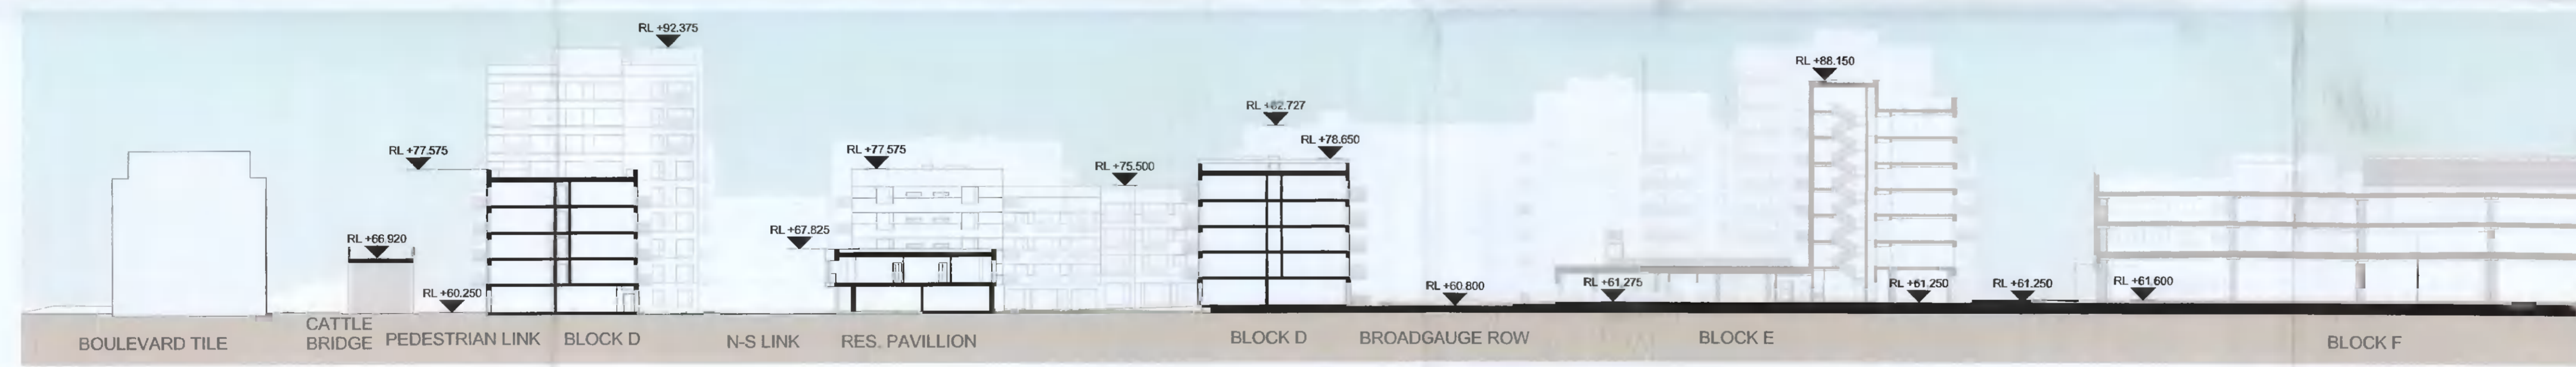 RL +92.375
RL +88.150
RL +82.727
RL +78.650
RL +77.575
RL +77.575
RL +75.500
RL +67.825
RL +66.920
RL +60.250
RL +60.800
RL +61.275
RL +61.250
RL +61.250
RL +61.600
BOULEVARD TILE
CATTLE
BRIDGE
PEDESTRIAN LINK
BLOCK D
N-S LINK
RES. PAVILLION
BLOCK D
BROADGAUGE ROW
BLOCK E
BLOCK F